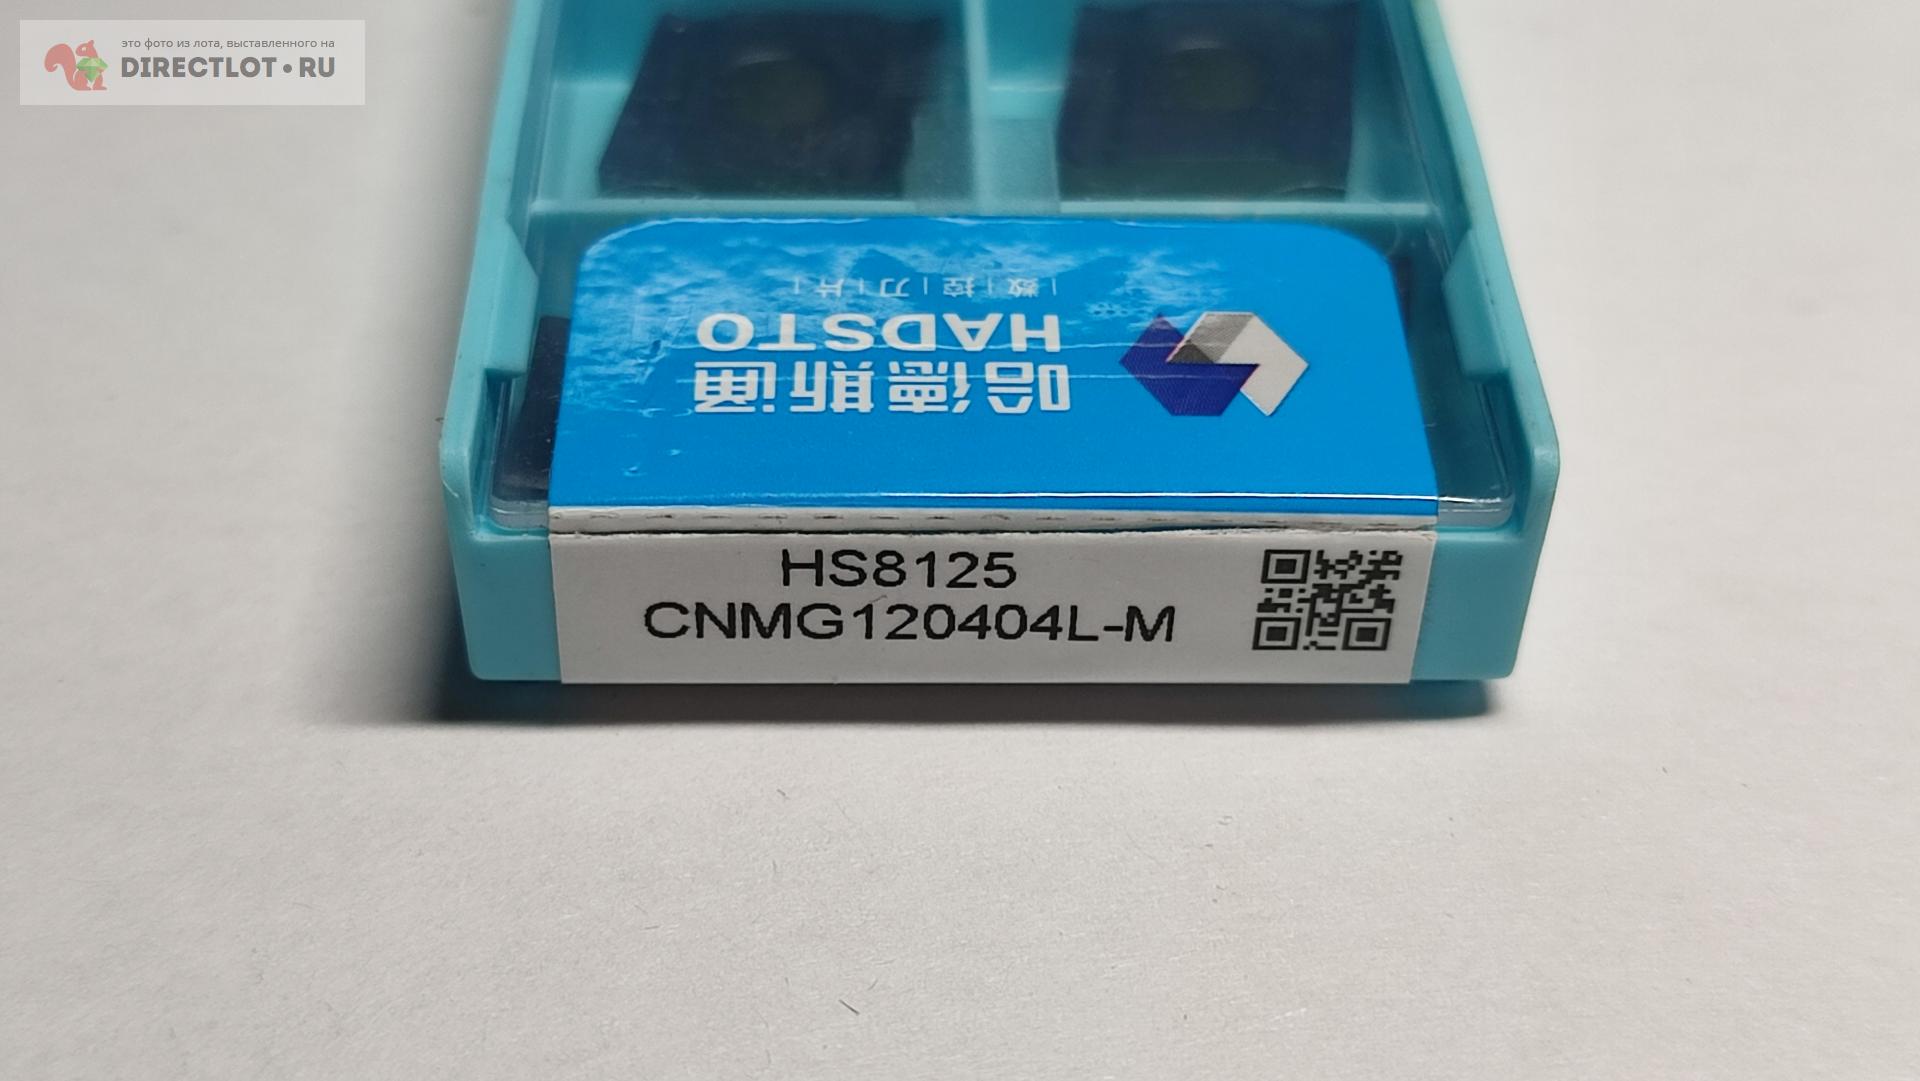 это фото из лота, выставленного на
DIRECTLOT.RU
哈德斯通
HADSTO
|数|控|刀|片|
HS8125
CNMG120404L-M